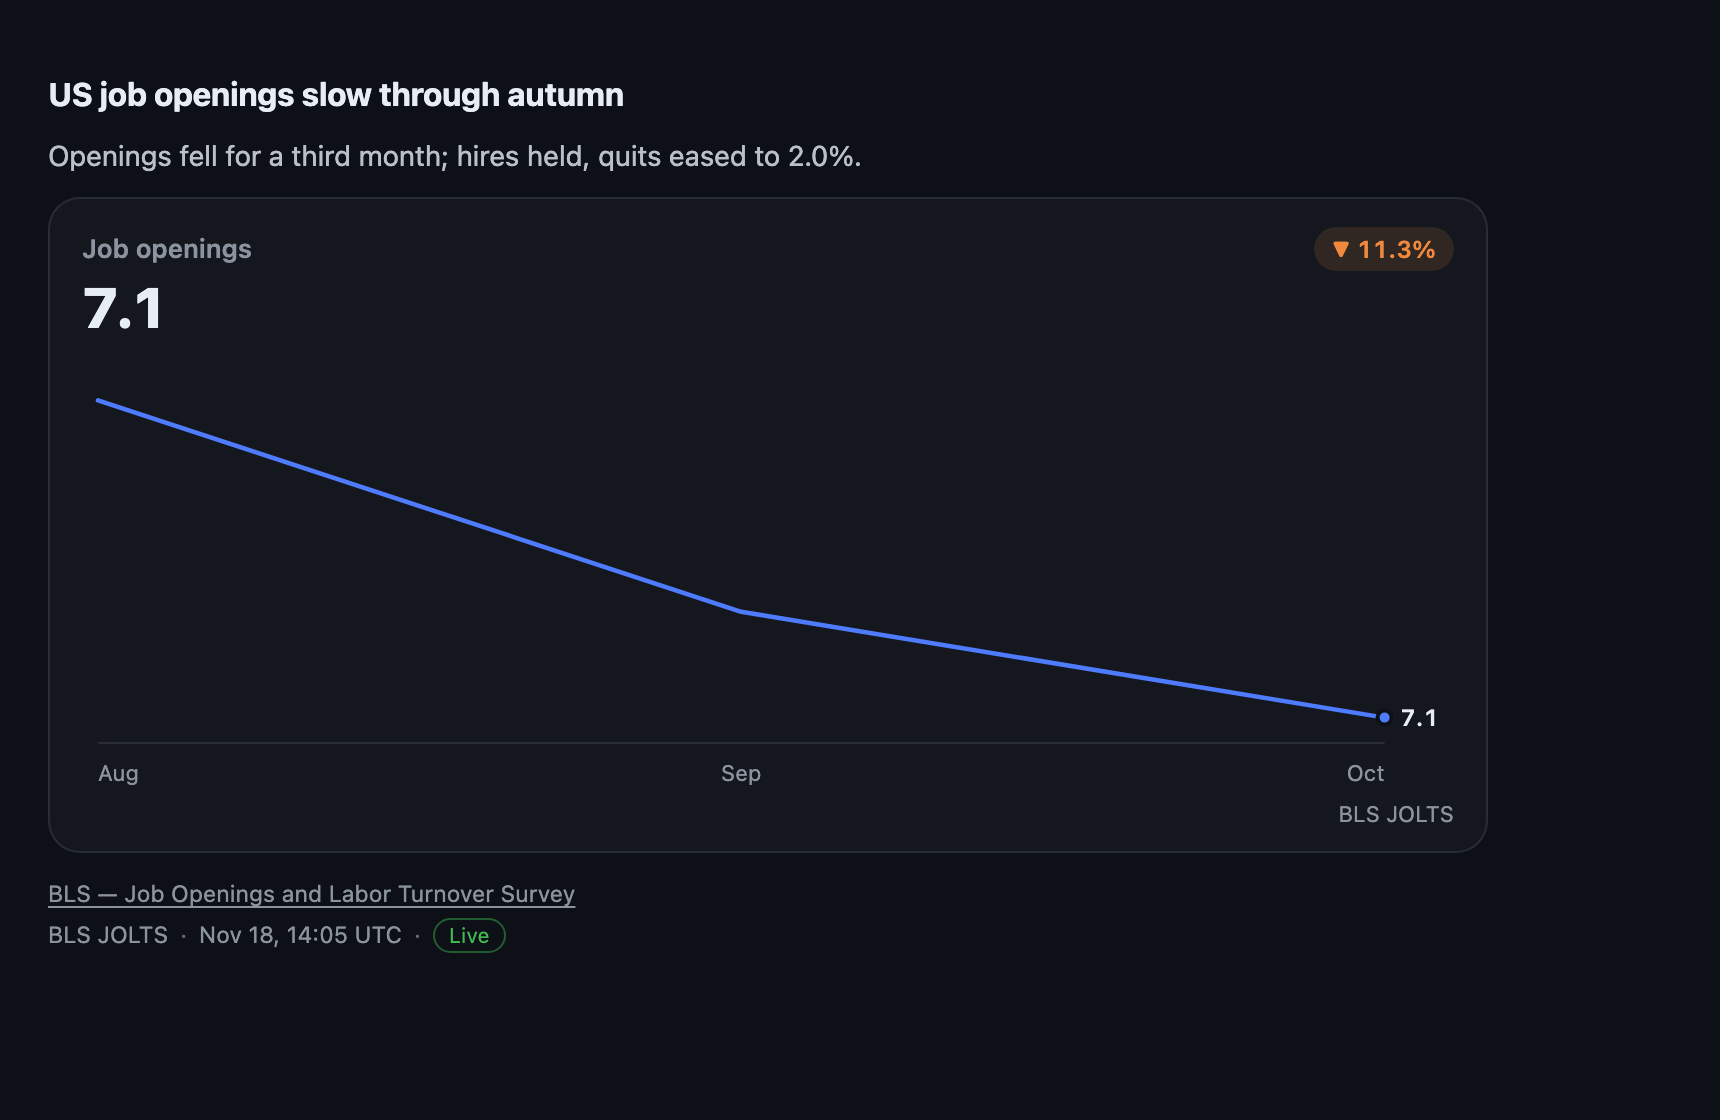 US job openings slow through autumn
Openings fell for a third month; hires held, quits eased to 2.0%.
Job openings
▼ 11.3%
7.1
7.1
Aug
Sep
Oct
BLS JOLTS
BLS — Job Openings and Labor Turnover Survey
BLS JOLTS · Nov 18, 14:05 UTC · Live